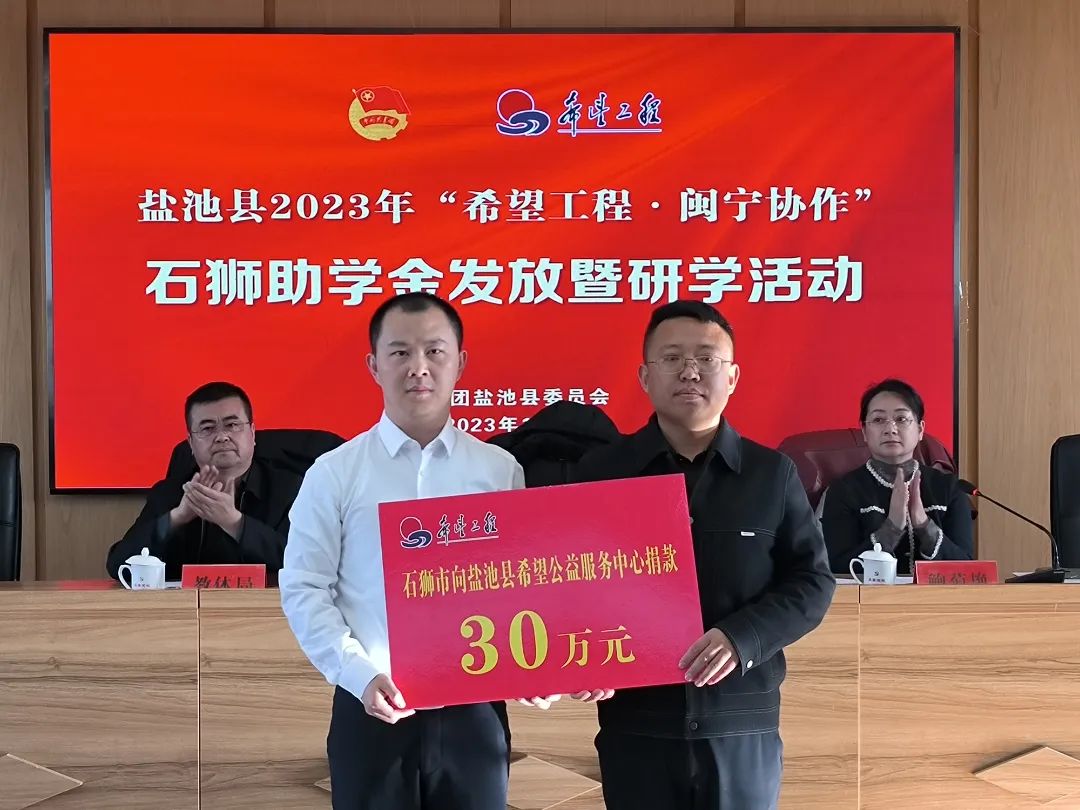 希望工程
盐池县2023年“希望工程·闽宁协作”
石狮助学金发放暨研学活动
团盐池县委员会
2023年
希望工程
石狮市向盐池县希望公益服务中心捐款
30万元
教体局